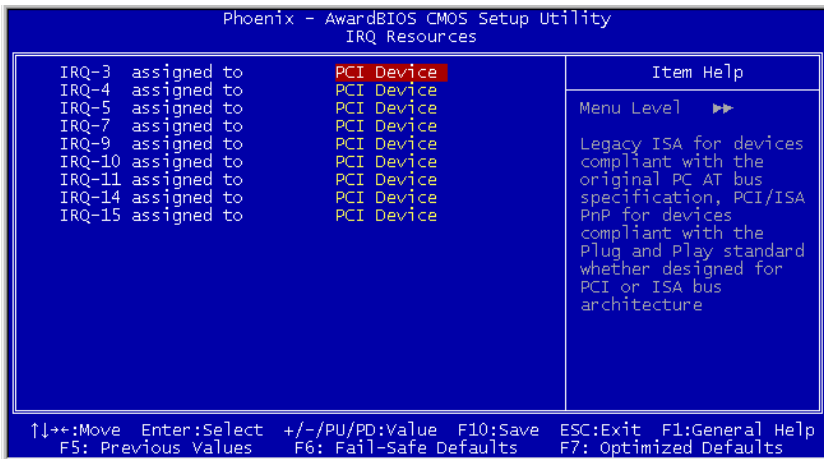 Phoenix - AwardBIOS CMOS Setup Utility
IRQ Resources
IRQ-3 assigned to PCI Device
IRQ-4 assigned to PCI Device
IRQ-5 assigned to PCI Device
IRQ-7 assigned to PCI Device
IRQ-9 assigned to PCI Device
IRQ-10 assigned to PCI Device
IRQ-11 assigned to PCI Device
IRQ-14 assigned to PCI Device
IRQ-15 assigned to PCI Device
Item Help
Menu Level ►►
Legacy ISA for devices
compliant with the
original PC AT bus
specification, PCI/ISA
PnP for devices
compliant with the
Plug and Play standard
whether designed for
PCI or ISA bus
architecture
↑↓→←:Move Enter:Select +/-/PU/PD:Value F10:Save ESC:Exit F1:General Help
F5: Previous Values F6: Fail-Safe Defaults F7: Optimized Defaults